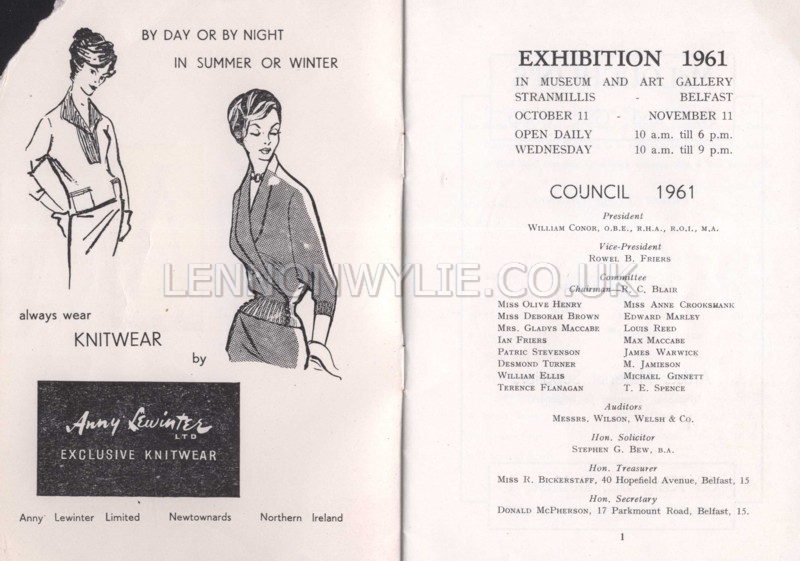 BY DAY OR BY NIGHT
IN SUMMER OR WINTER
always wear
KNITWEAR
by
Anny Lewinter
LTD
EXCLUSIVE KNITWEAR
Anny Lewinter Limited Newtownards Northern Ireland
EXHIBITION 1961
IN MUSEUM AND ART GALLERY
STRANMILLIS - BELFAST
OCTOBER 11 - NOVEMBER 11
OPEN DAILY 10 a.m. till 6 p.m.
WEDNESDAY 10 a.m. till 9 p.m.
COUNCIL 1961
President
William Conor, O.B.E., R.H.A., R.O.I., M.A.
Vice-President
Rowel B. Friers
Committee
Chairman—R. C. Blair
Miss Olive Henry Miss Anne Crookshank
Miss Deborah Brown Edward Marley
Mrs. Gladys Maccabe Louis Reed
Ian Friers Max Maccabe
Patric Stevenson James Warwick
Desmond Turner M. Jamieson
William Ellis Michael Ginnett
Terence Flanagan T. E. Spence
Auditors
Messrs. Wilson, Welsh & Co.
Hon. Solicitor
Stephen G. Bew, B.A.
Hon. Treasurer
Miss R. Bickerstaff, 40 Hopefield Avenue, Belfast, 15
Hon. Secretary
Donald McPherson, 17 Parkmount Road, Belfast, 15.
1
LENNONWYLIE.CO.UK